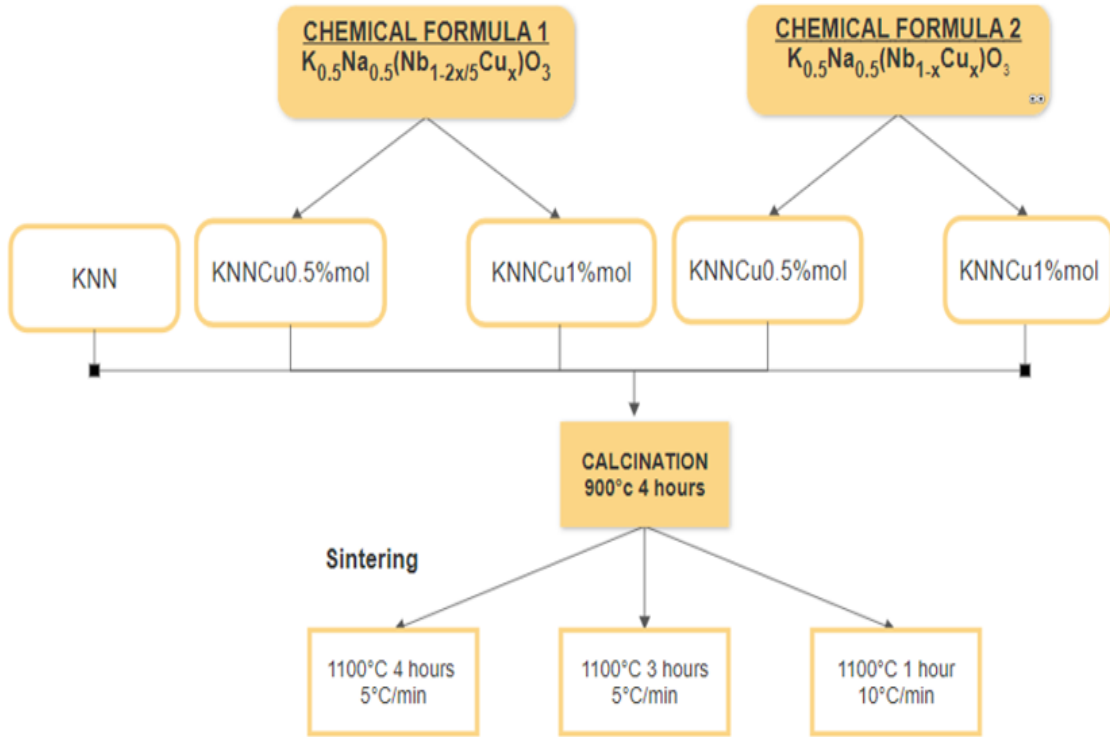 CHEMICAL FORMULA 1
K0.5Na0.5(Nb1-2x/5Cux)O3
CHEMICAL FORMULA 2
K0.5Na0.5(Nb1-xCux)O3
KNN
KNNCu0.5%mol
KNNCu1%mol
KNNCu0.5%mol
KNNCu1%mol
CALCINATION
900°c 4 hours
Sintering
1100°C 4 hours
5°C/min
1100°C 3 hours
5°C/min
1100°C 1 hour
10°C/min